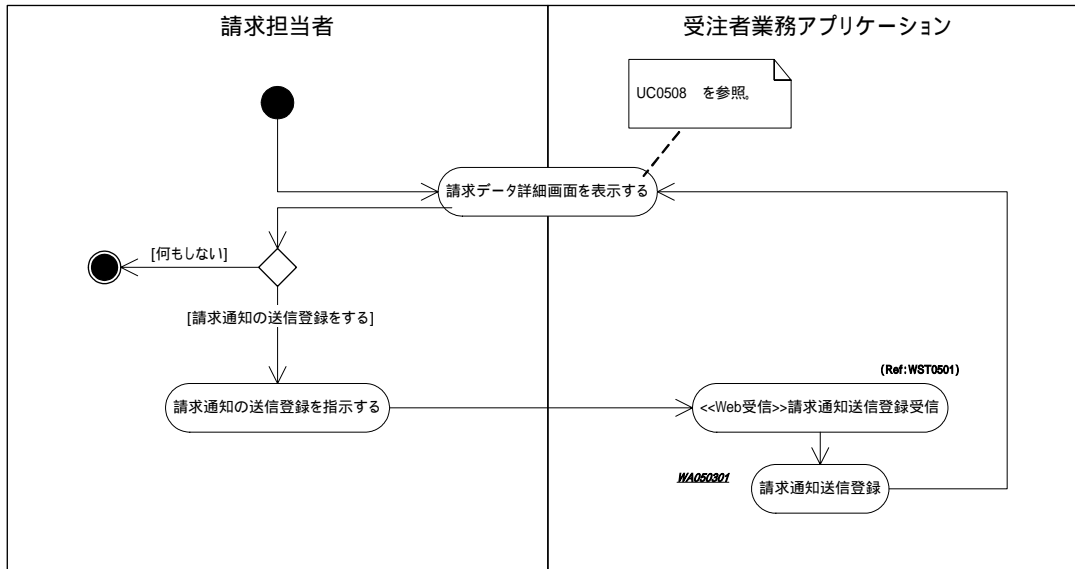 請求担当者
受注者業務アプリケーション
UC0508　を参照。
請求データ詳細画面を表示する
[何もしない]
[請求通知の送信登録をする]
(Ref:WST0501)
請求通知の送信登録を指示する
<<Web受信>>請求通知送信登録受信
WA050301
請求通知送信登録